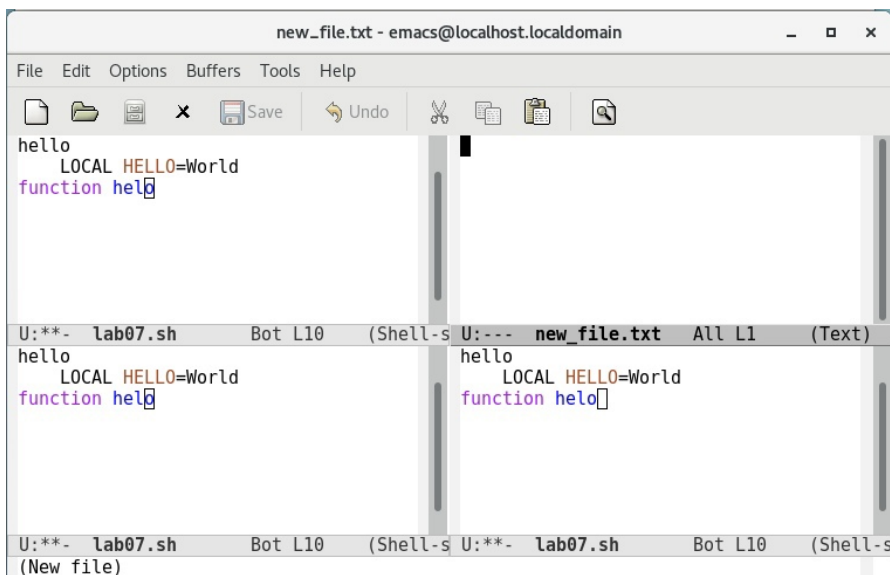 new_file.txt - emacs@localhost.localdomain
File Edit Options Buffers Tools Help
Save Undo
hello
LOCAL HELLO=World
function helo
U:**- lab07.sh Bot L10 (Shell-s
U:--- new_file.txt All L1 (Text)
hello
LOCAL HELLO=World
function helo
U:**- lab07.sh Bot L10 (Shell-s
hello
LOCAL HELLO=World
function helo
U:**- lab07.sh Bot L10 (Shell-s
(New file)